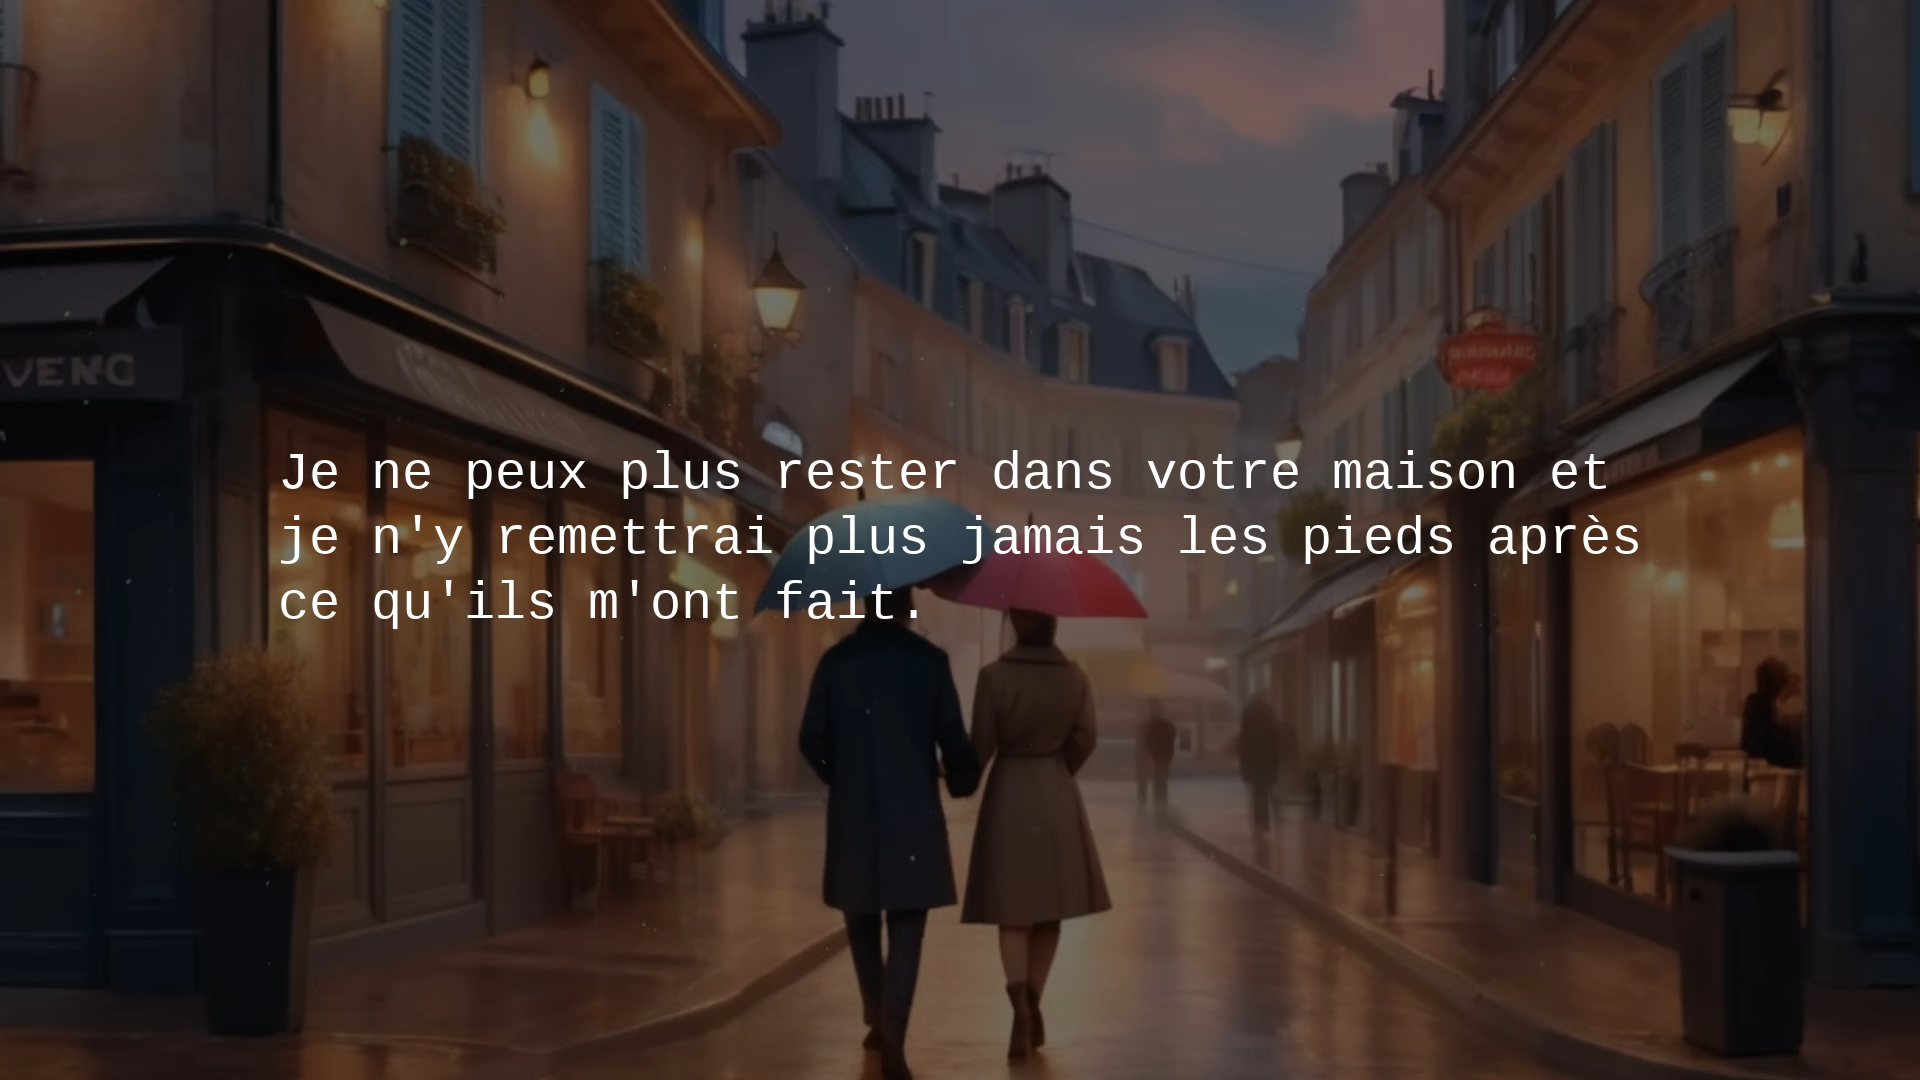 VENG
Je ne peux plus rester dans votre maison et
je n'y remettrai plus jamais les pieds après
ce qu'ils m'ont fait.